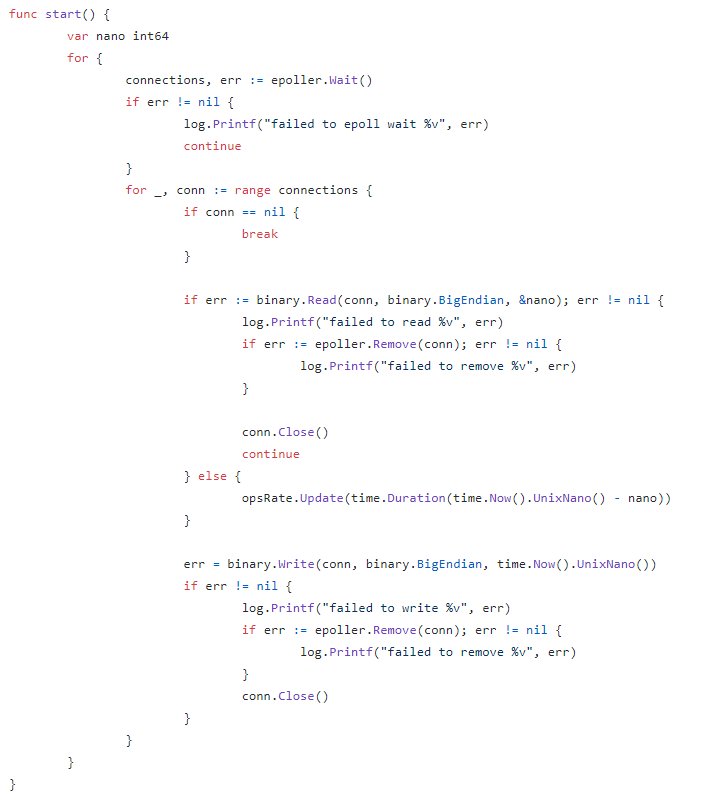 func start() {
	var nano int64
	for {
		connections, err := epoller.Wait()
		if err != nil {
			log.Printf("failed to epoll wait %v", err)
			continue
		}
		for _, conn := range connections {
			if conn == nil {
				break
			}

			if err := binary.Read(conn, binary.BigEndian, &nano); err != nil {
				log.Printf("failed to read %v", err)
				if err := epoller.Remove(conn); err != nil {
					log.Printf("failed to remove %v", err)
				}

				conn.Close()
				continue
			} else {
				opsRate.Update(time.Duration(time.Now().UnixNano() - nano))
			}

			err = binary.Write(conn, binary.BigEndian, time.Now().UnixNano())
			if err != nil {
				log.Printf("failed to write %v", err)
				if err := epoller.Remove(conn); err != nil {
					log.Printf("failed to remove %v", err)
				}
				conn.Close()
			}
		}
	}
}